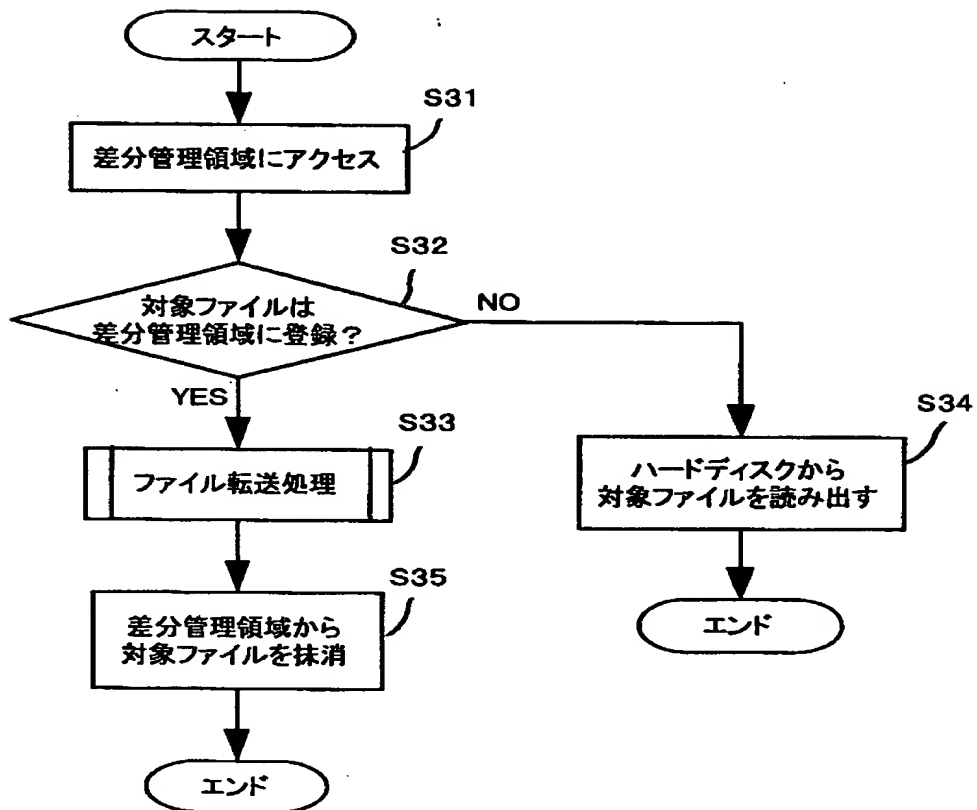 スタート
S31
差分管理領域にアクセス
S32
対象ファイルは
差分管理領域に登録?
NO
YES
S33
ファイル転送処理
S34
ハードディスクから
対象ファイルを読み出す
S35
差分管理領域から
対象ファイルを抹消
エンド
エンド